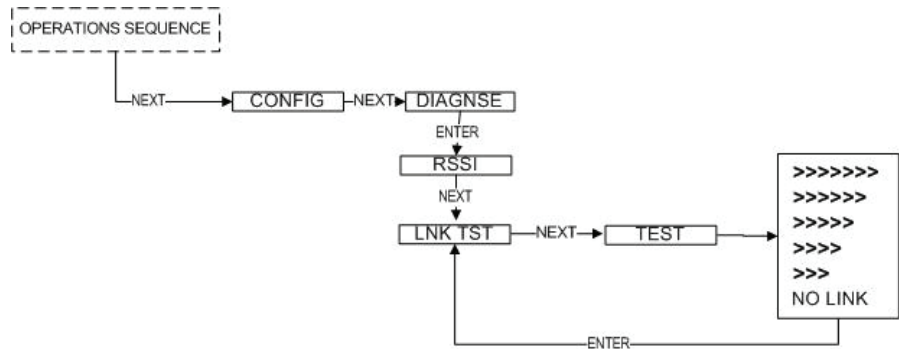 OPERATIONS SEQUENCE
NEXT
CONFIG
NEXT
DIAGNSE
ENTER
RSSI
NEXT
LNK TST
NEXT
TEST
>>>>>>>
>>>>>>
>>>>>
>>>>
>>>
NO LINK
ENTER